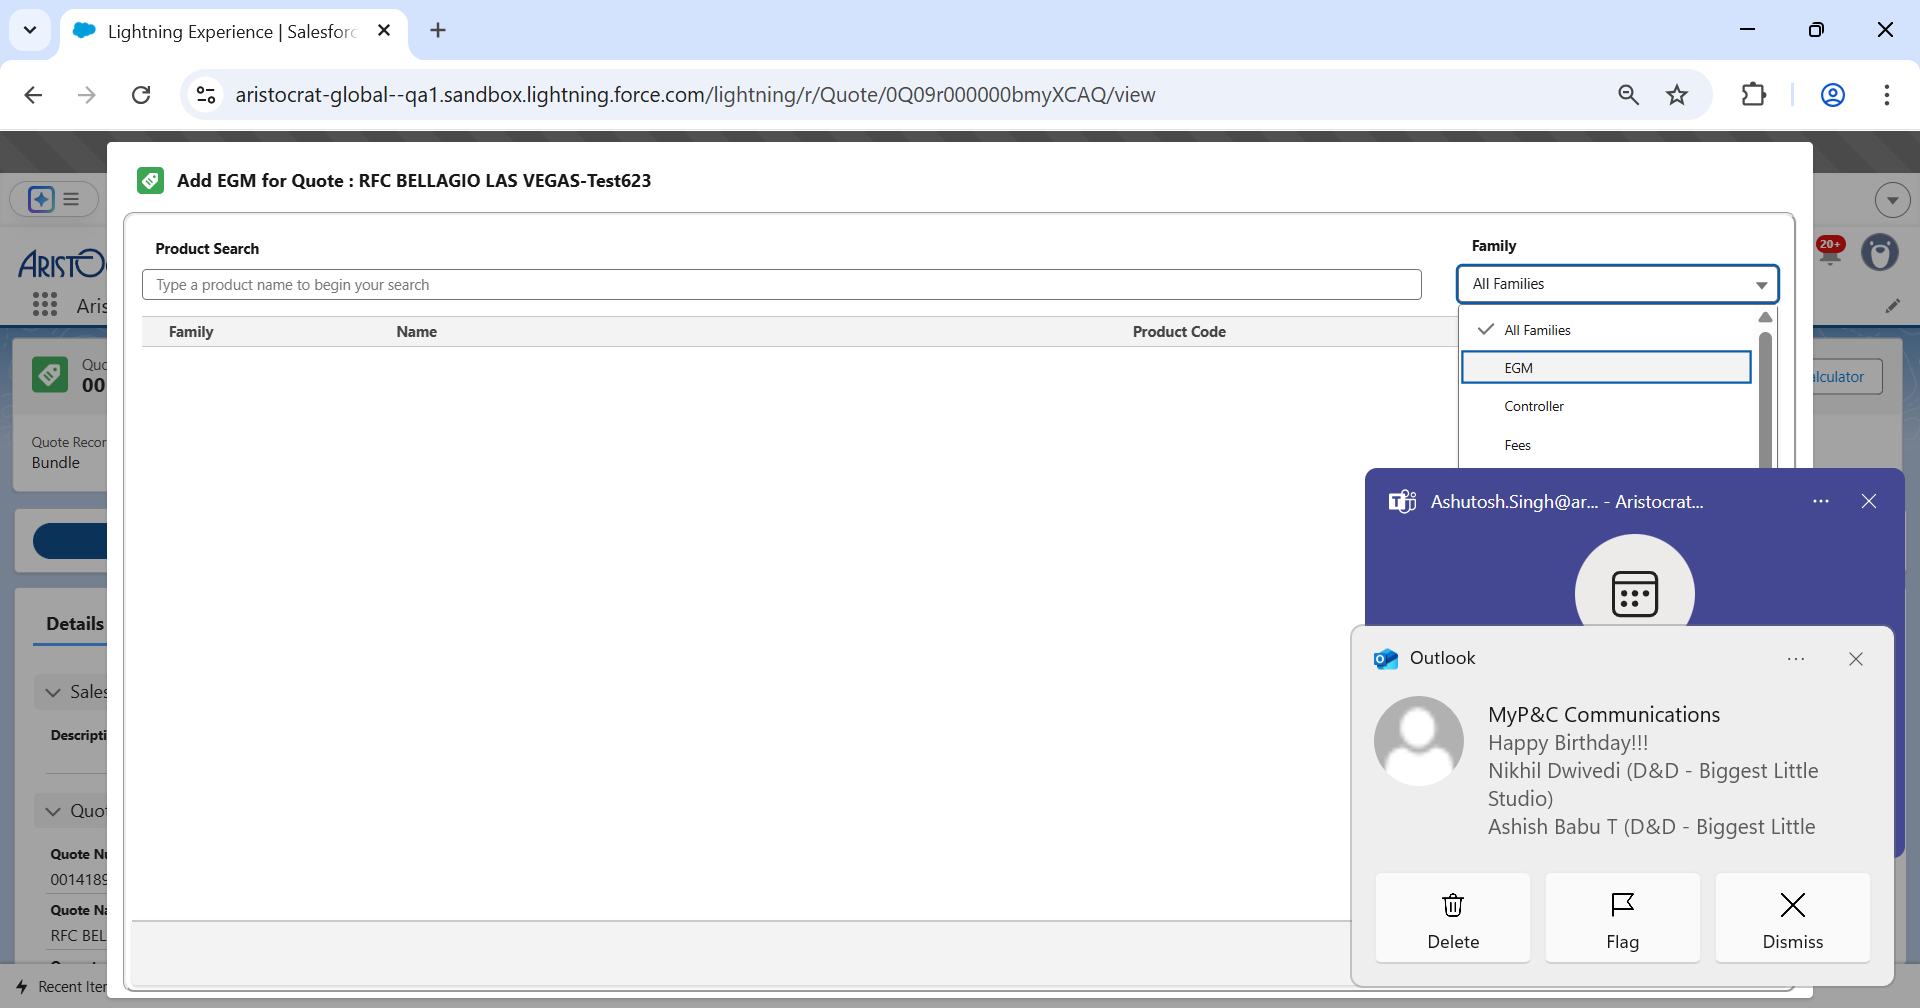 Lightning Experience | Salesforc
aristocrat-global--qa1.sandbox.lightning.force.com/lightning/r/Quote/0Q09r000000bmyXCAQ/view
Add EGM for Quote : RFC BELLAGIO LAS VEGAS-Test623
Product Search
Family
Type a product name to begin your search
All Families
Family
Name
Product Code
All Families
EGM
Controller
Fees
20+
ARISTO
Aris
Quo
00
lculator
Quote Recor
Bundle
Details
Sales
Descripti
Quot
Quote Nu
0014189
Quote Na
RFC BEL
Recent Iter
Ashutosh.Singh@ar... - Aristocrat...
Outlook
MyP&C Communications
Happy Birthday!!!
Nikhil Dwivedi (D&D - Biggest Little
Studio)
Ashish Babu T (D&D - Biggest Little
Delete
Flag
Dismiss